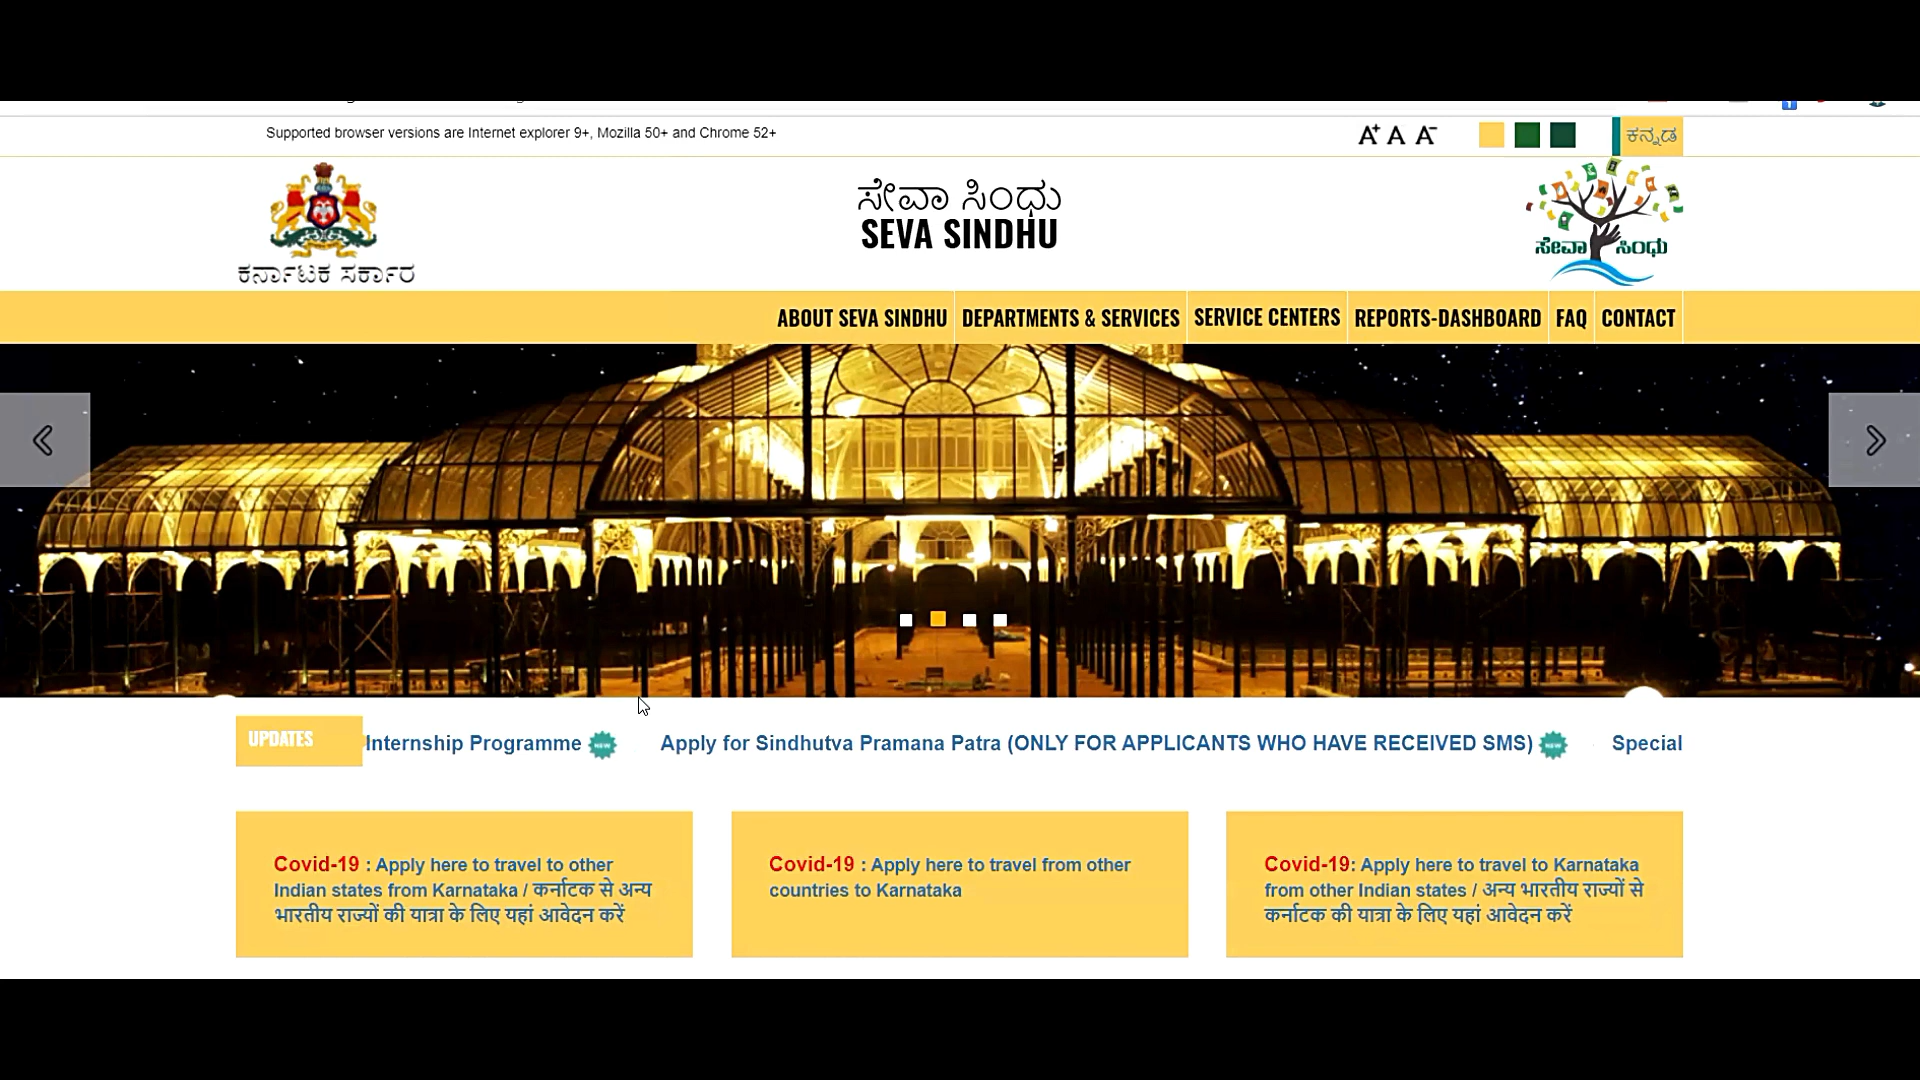 Supported browser versions are Internet explorer 9+, Mozilla 50+ and Chrome 52+
A+ A A-
ಕನ್ನಡ
ಕರ್ನಾಟಕ ಸರ್ಕಾರ
ಸೇವಾ ಸಿಂಧು
SEVA SINDHU
ಸೇವಾ ಸಿಂಧು
ABOUT SEVA SINDHU DEPARTMENTS & SERVICES SERVICE CENTERS REPORTS-DASHBOARD FAQ CONTACT
UPDATES Internship Programme NEW Apply for Sindhutva Pramana Patra (ONLY FOR APPLICANTS WHO HAVE RECEIVED SMS) NEW Special
Covid-19 : Apply here to travel to other
Indian states from Karnataka / कर्नाटक से अन्य
भारतीय राज्यों की यात्रा के लिए यहां आवेदन करें
Covid-19 : Apply here to travel from other
countries to Karnataka
Covid-19: Apply here to travel to Karnataka
from other Indian states / अन्य भारतीय राज्यों से
कर्नाटक की यात्रा के लिए यहां आवेदन करें